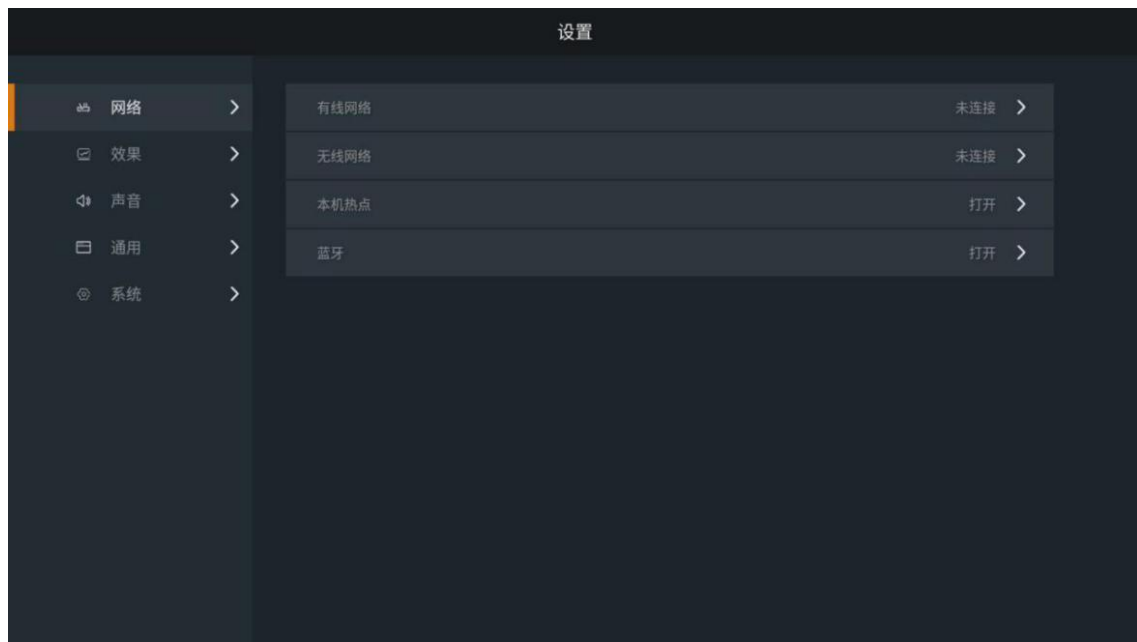 设置
网络
效果
声音
通用
系统
有线网络 未连接
无线网络 未连接
本机热点 打开
蓝牙 打开